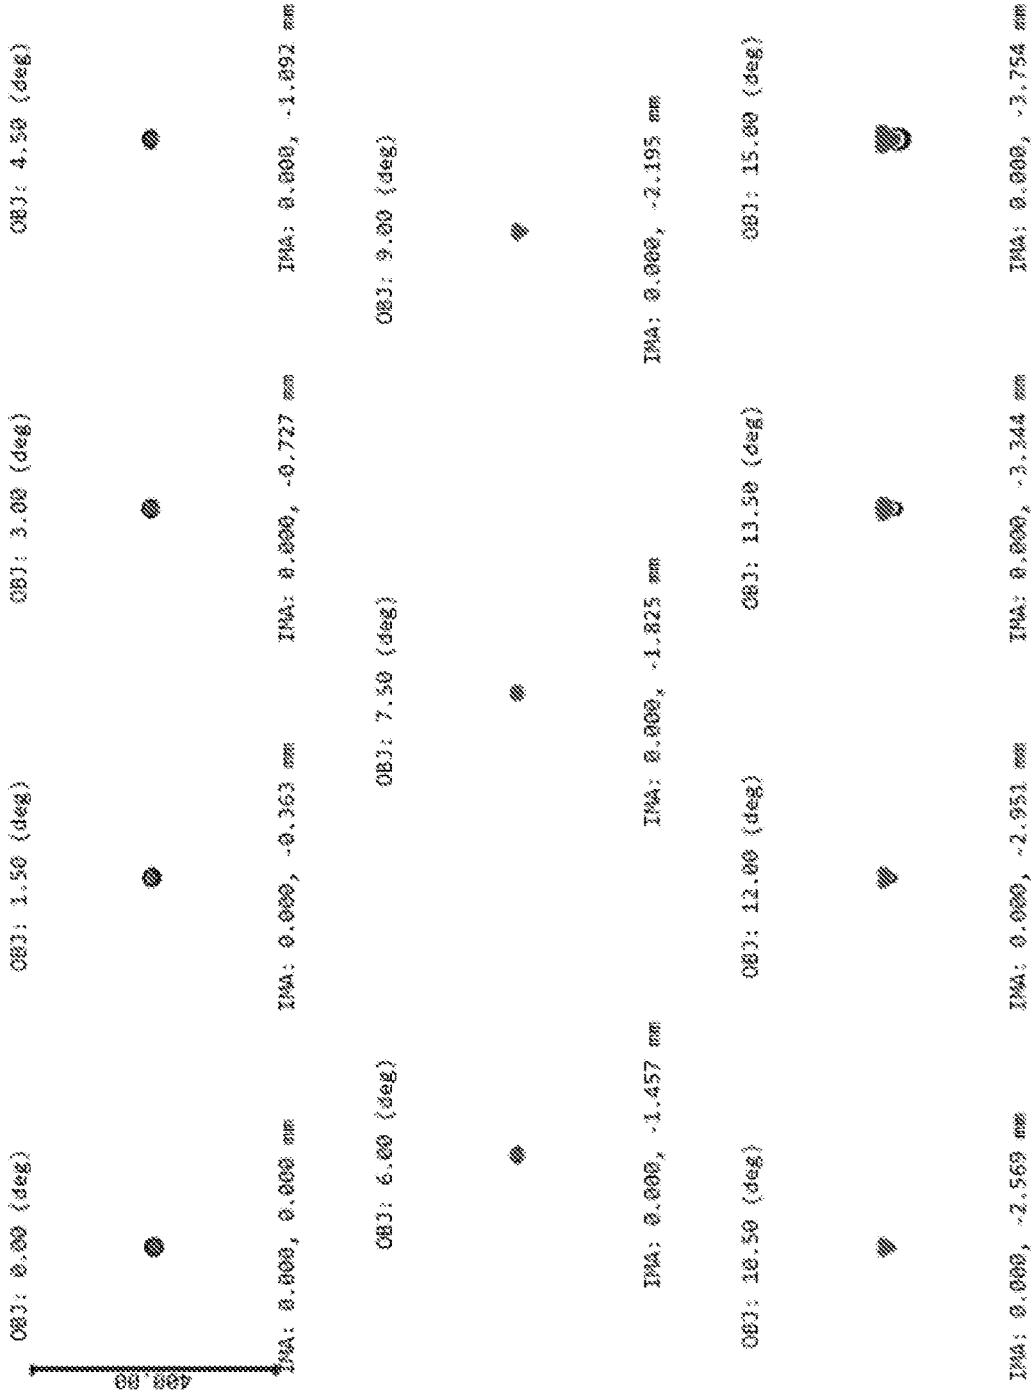 OBJ: 0.00 (deg)
IMA: 0.000, 0.000 mm
OBJ: 1.50 (deg)
IMA: 0.000, -0.363 mm
OBJ: 3.00 (deg)
IMA: 0.000, -0.727 mm
OBJ: 4.50 (deg)
IMA: 0.000, -1.092 mm
400.00
OBJ: 6.00 (deg)
IMA: 0.000, -1.457 mm
OBJ: 7.50 (deg)
IMA: 0.000, -1.825 mm
OBJ: 9.00 (deg)
IMA: 0.000, -2.195 mm
OBJ: 10.50 (deg)
IMA: 0.000, -2.569 mm
OBJ: 12.00 (deg)
IMA: 0.000, -2.951 mm
OBJ: 13.50 (deg)
IMA: 0.000, -3.344 mm
OBJ: 15.00 (deg)
IMA: 0.000, -3.754 mm